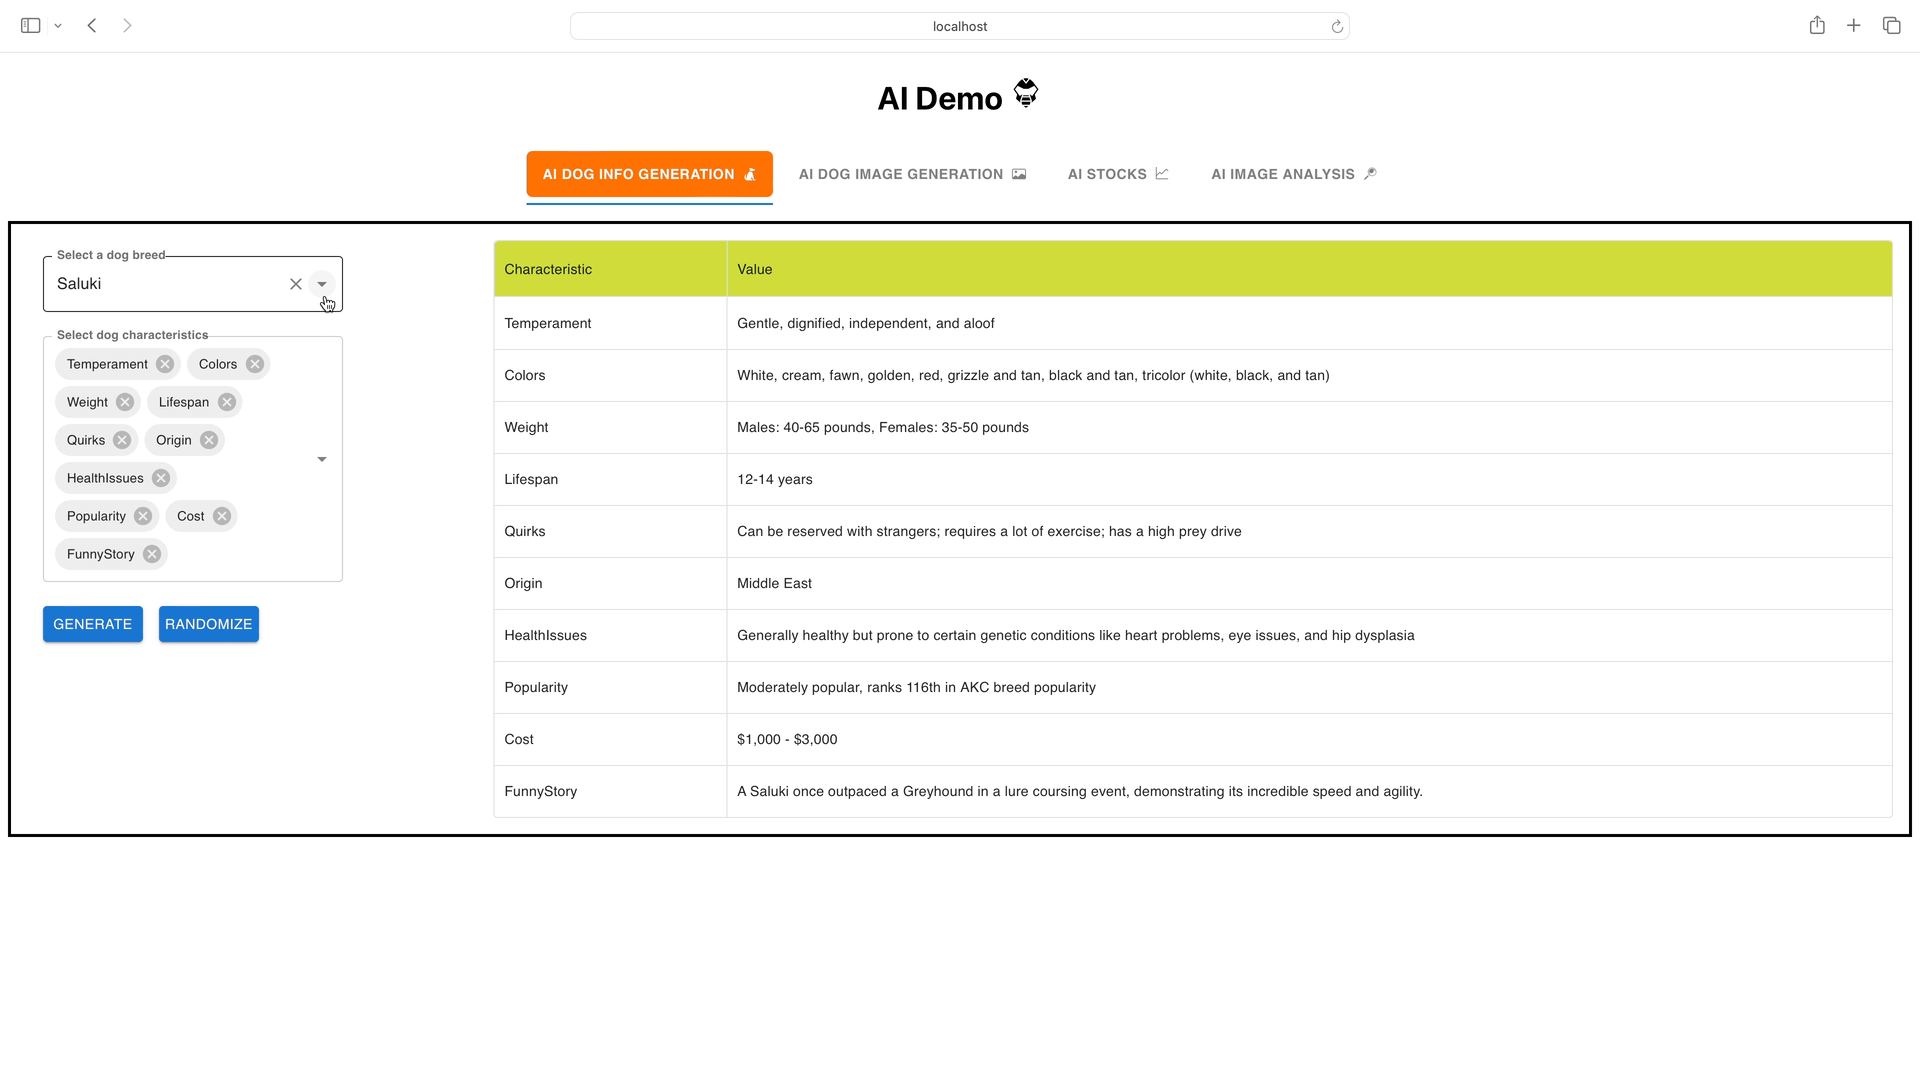 localhost
AI Demo
AI DOG INFO GENERATION
AI DOG IMAGE GENERATION
AI STOCKS
AI IMAGE ANALYSIS
Select a dog breed
Saluki
Select dog characteristics
Temperament Colors
Weight Lifespan
Quirks Origin
HealthIssues
Popularity Cost
FunnyStory
GENERATE RANDOMIZE
Characteristic Value
Temperament Gentle, dignified, independent, and aloof
Colors White, cream, fawn, golden, red, grizzle and tan, black and tan, tricolor (white, black, and tan)
Weight Males: 40-65 pounds, Females: 35-50 pounds
Lifespan 12-14 years
Quirks Can be reserved with strangers; requires a lot of exercise; has a high prey drive
Origin Middle East
HealthIssues Generally healthy but prone to certain genetic conditions like heart problems, eye issues, and hip dysplasia
Popularity Moderately popular, ranks 116th in AKC breed popularity
Cost $1,000 - $3,000
FunnyStory A Saluki once outpaced a Greyhound in a lure coursing event, demonstrating its incredible speed and agility.